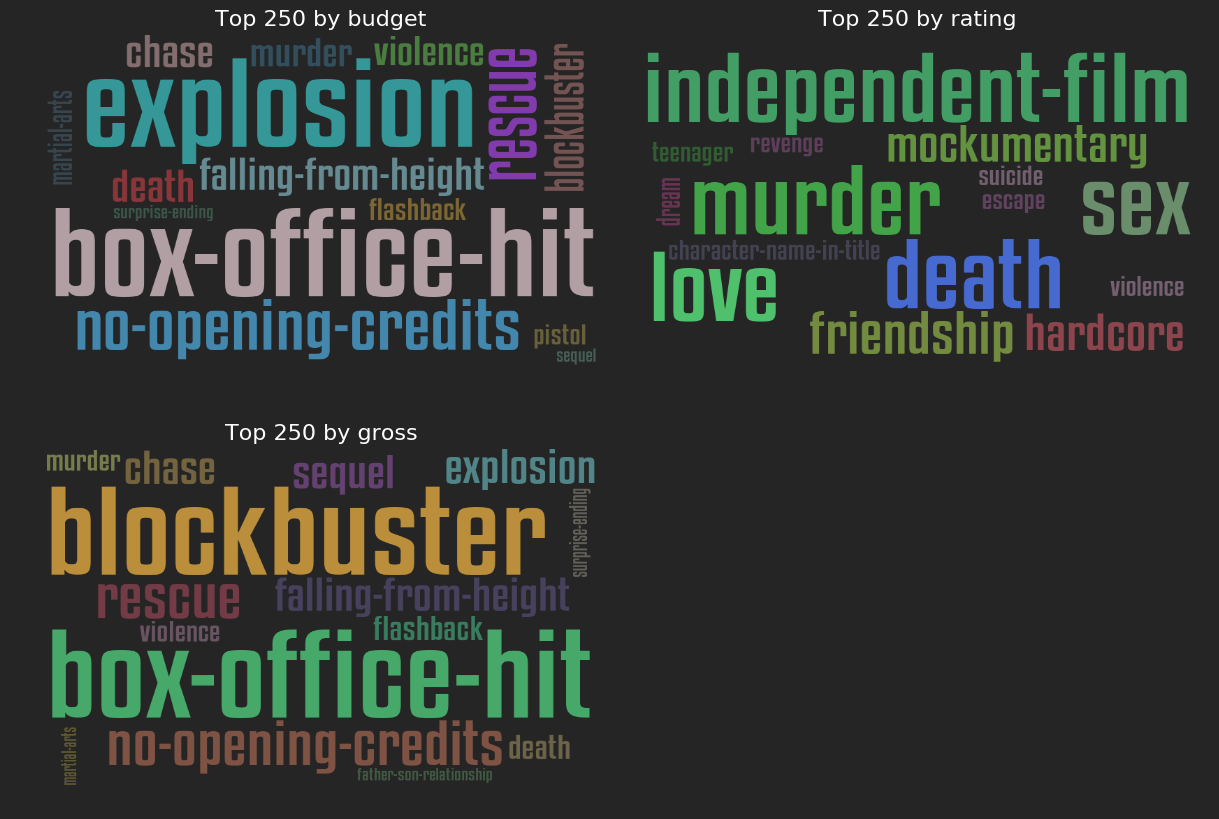 Top 250 by budget
chase
murder
violence
explosion
rescue
blockbuster
martial-arts
falling-from-height
death
surprise-ending
flashback
box-office-hit
no-opening-credits
pistol
sequel
Top 250 by rating
independent-film
mockumentary
teenager
revenge
murder
suicide
escape
sex
dream
character-name-in-title
love
death
violence
friendship
hardcore
Top 250 by gross
murder
chase
sequel
explosion
blockbuster
surprise-ending
rescue
falling-from-height
violence
flashback
box-office-hit
martial-arts
no-opening-credits
death
father-son-relationship